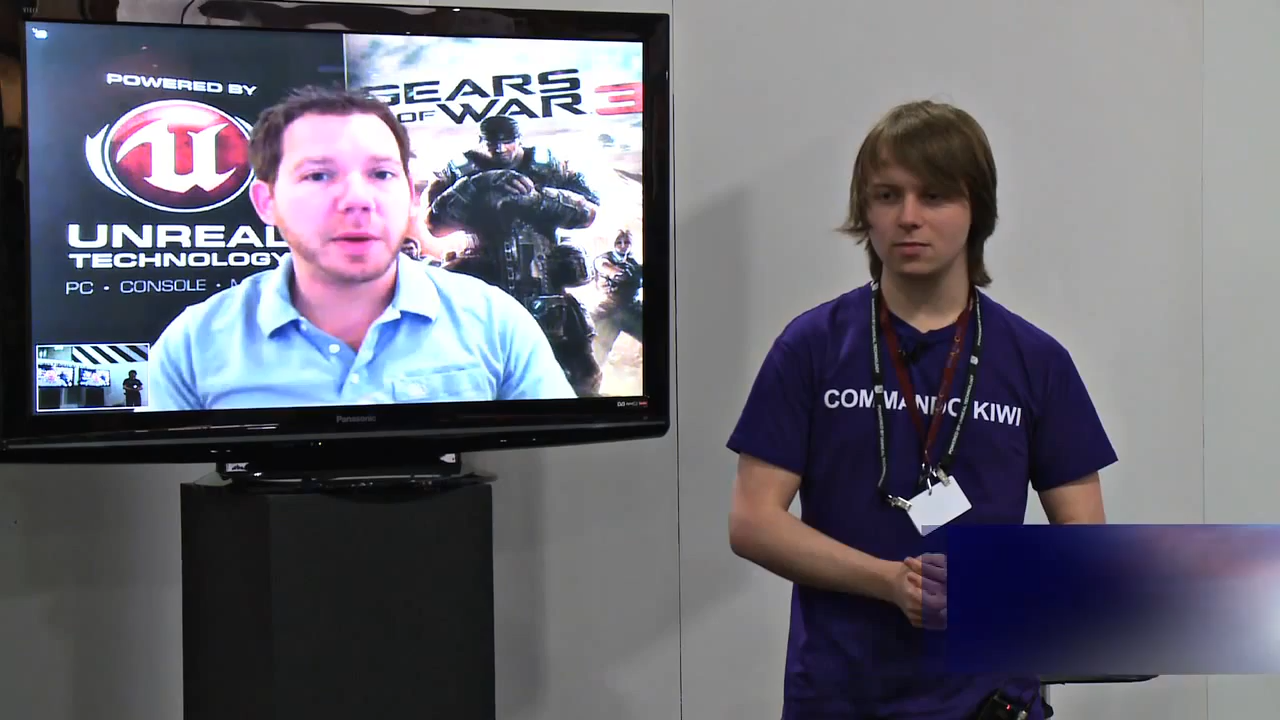 POWERED BY
UNREAL
TECHNOLOGY
PC • CONSOLE •
GEARS
OF WAR 3
Panasonic
COMMANDO KIWI